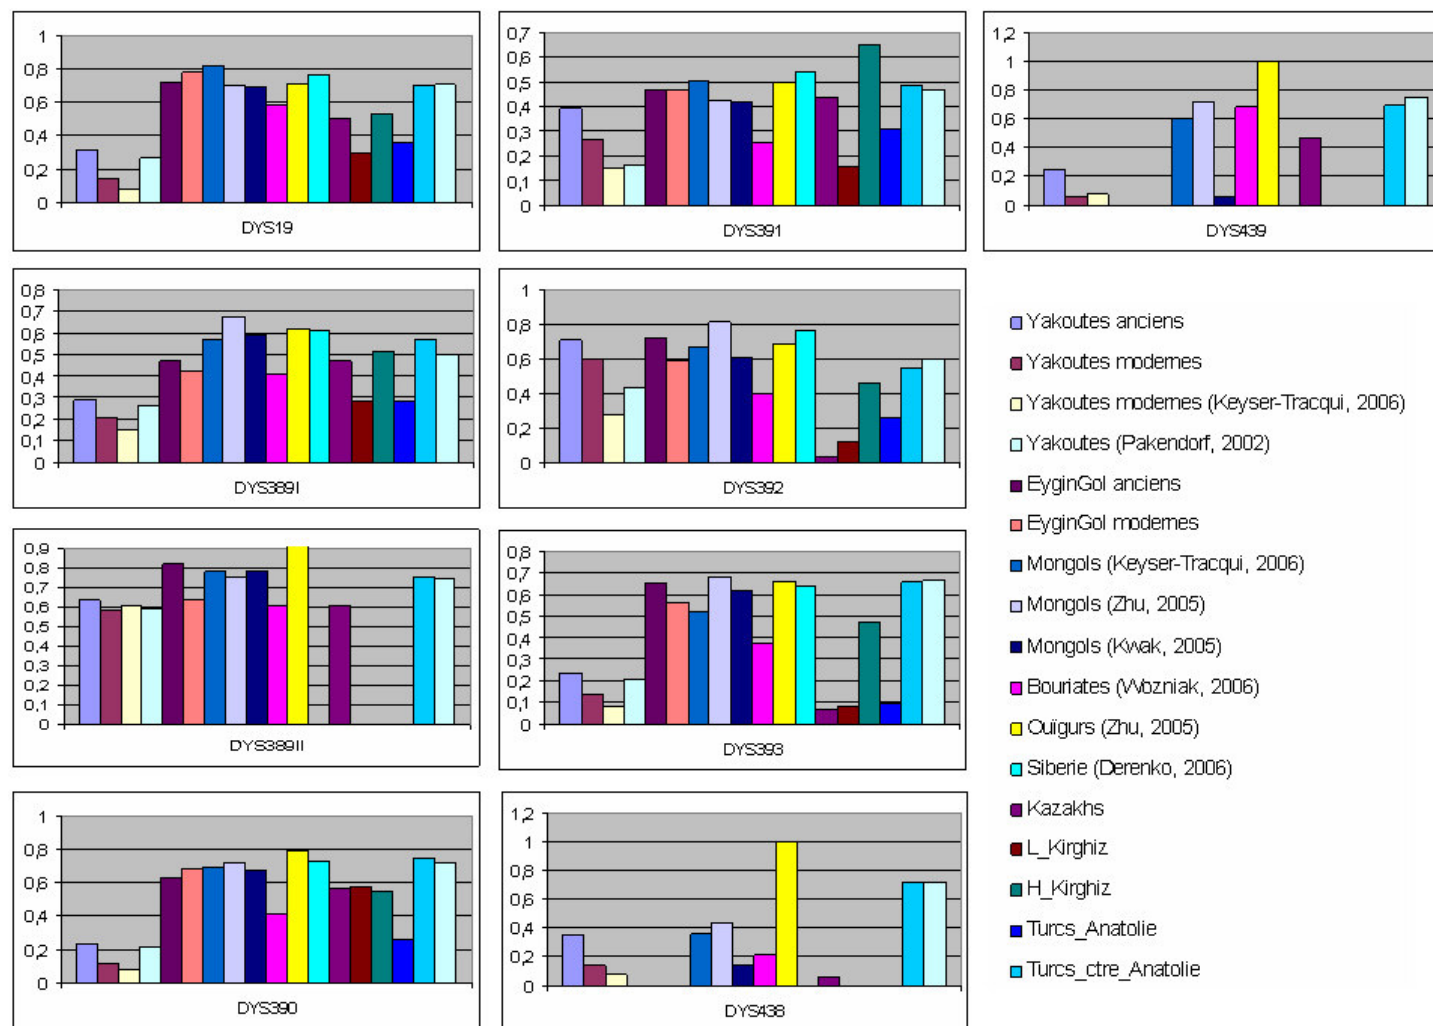 1
0,8
0,6
0,4
0,2
0
DYS19
0,7
0,6
0,5
0,4
0,3
0,2
0,1
0
DYS391
1,2
1
0,8
0,6
0,4
0,2
0
DYS439
0,8
0,7
0,6
0,5
0,4
0,3
0,2
0,1
0
DYS389I
1
0,8
0,6
0,4
0,2
0
DYS392
0,9
0,8
0,7
0,6
0,5
0,4
0,3
0,2
0,1
0
DYS389II
0,8
0,7
0,6
0,5
0,4
0,3
0,2
0,1
0
DYS393
1
0,8
0,6
0,4
0,2
0
DYS390
1,2
1
0,8
0,6
0,4
0,2
0
DYS438
Yakoutes anciens
Yakoutes modernes
Yakoutes modernes (Keyser-Tracqui, 2006)
Yakoutes (Pakendorf, 2002)
EyginGol anciens
EyginGol modernes
Mongols (Keyser-Tracqui, 2006)
Mongols (Zhu, 2005)
Mongols (Kwak, 2005)
Bouriates (Wozniak, 2006)
Ouïgurs (Zhu, 2005)
Siberie (Derenko, 2006)
Kazakhs
L_Kirghiz
H_Kirghiz
Turcs_Anatolie
Turcs_ctre_Anatolie